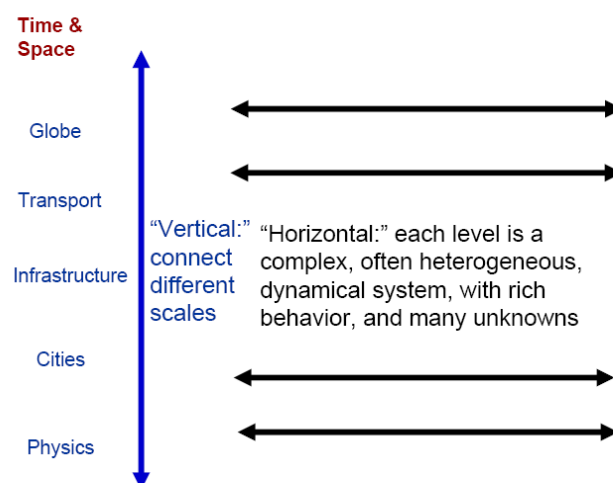 Time &
Space
Globe
Transport
Infrastructure
Cities
Physics
“Vertical:”
connect
different
scales
“Horizontal:” each level is a
complex, often heterogeneous,
dynamical system, with rich
behavior, and many unknowns